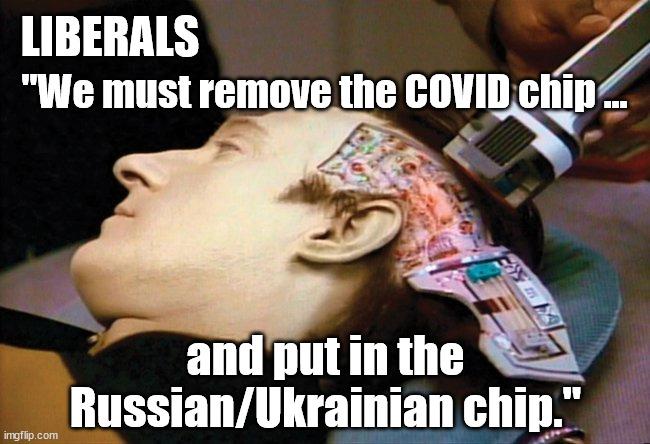 LIBERALS
"We must remove the COVID chip ...
and put in the
Russian/Ukrainian chip."
imgflip.com